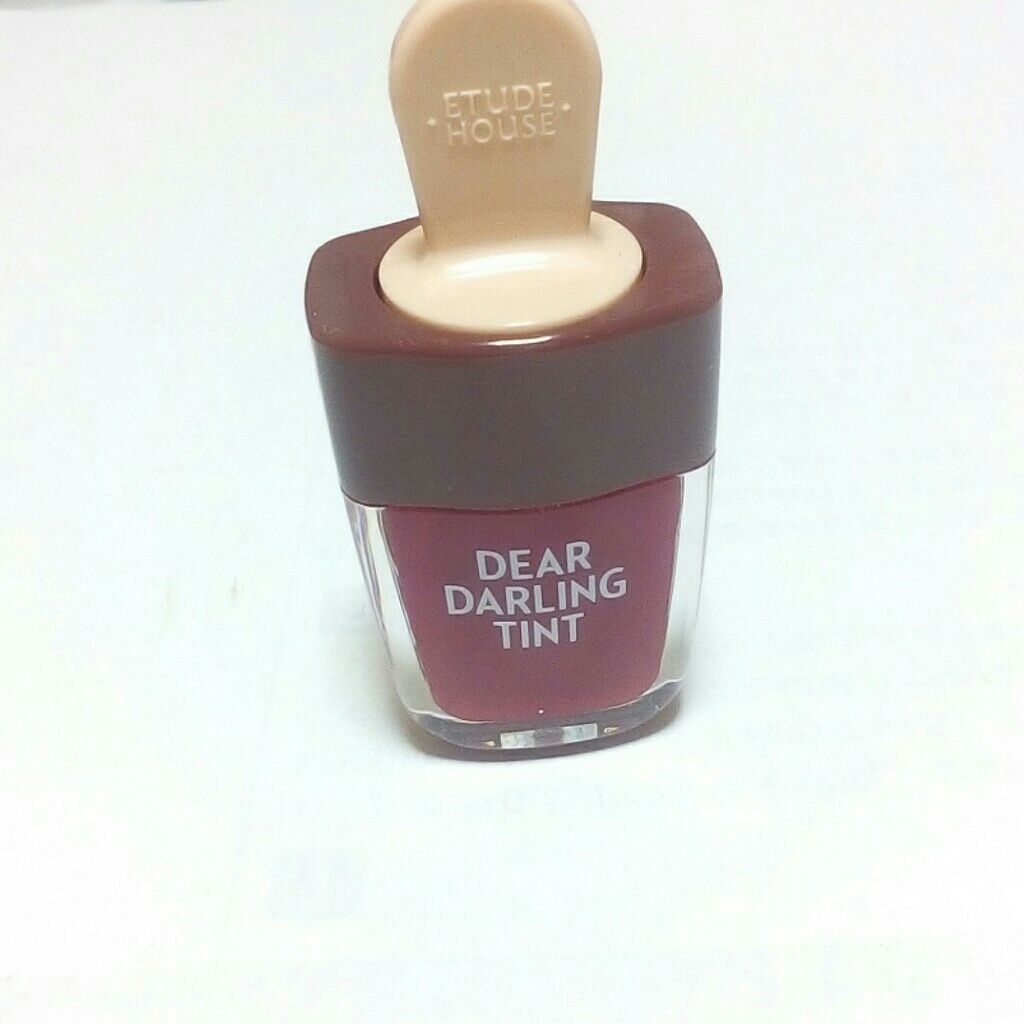 ·ETUDE·
HOUSE
DEAR
DARLING
TINT